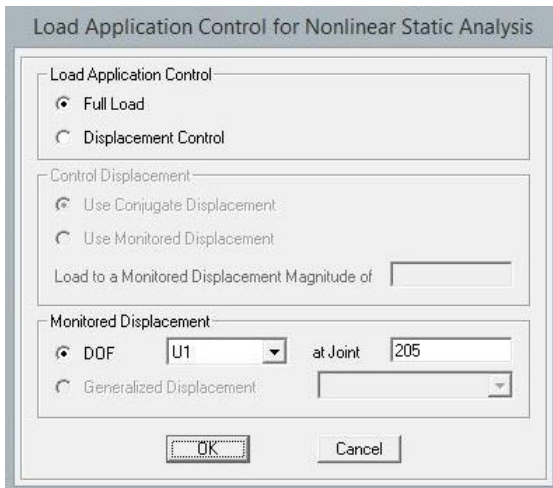 Load Application Control for Nonlinear Static Analysis
Load Application Control
Full Load
Displacement Control
Control Displacement
Use Conjugate Displacement
Use Monitored Displacement
Load to a Monitored Displacement Magnitude of
Monitored Displacement
DOF U1 at Joint 205
Generalized Displacement
OK Cancel